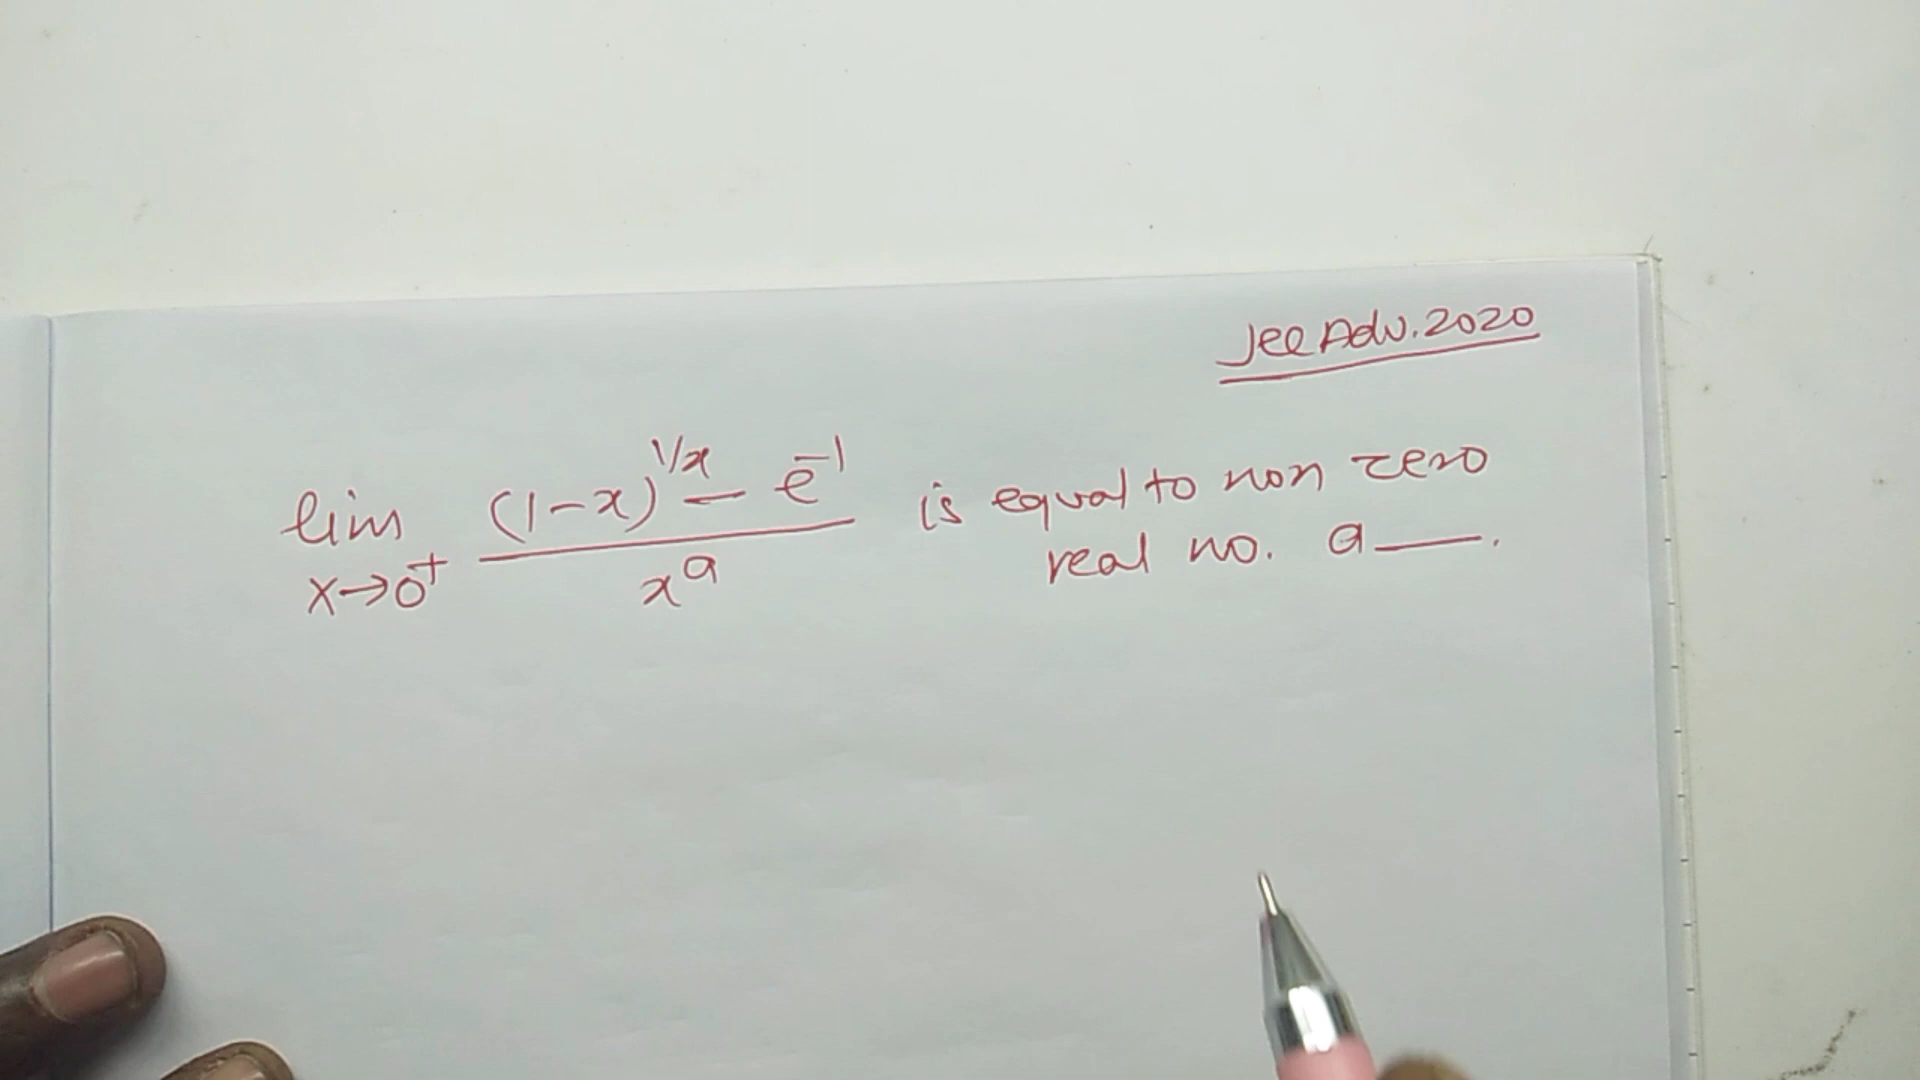 Jee Adv. 2020
lim x→0⁺ ((1-x)^(1/x) - e⁻¹) / x^a is equal to non zero
real no. a ___.